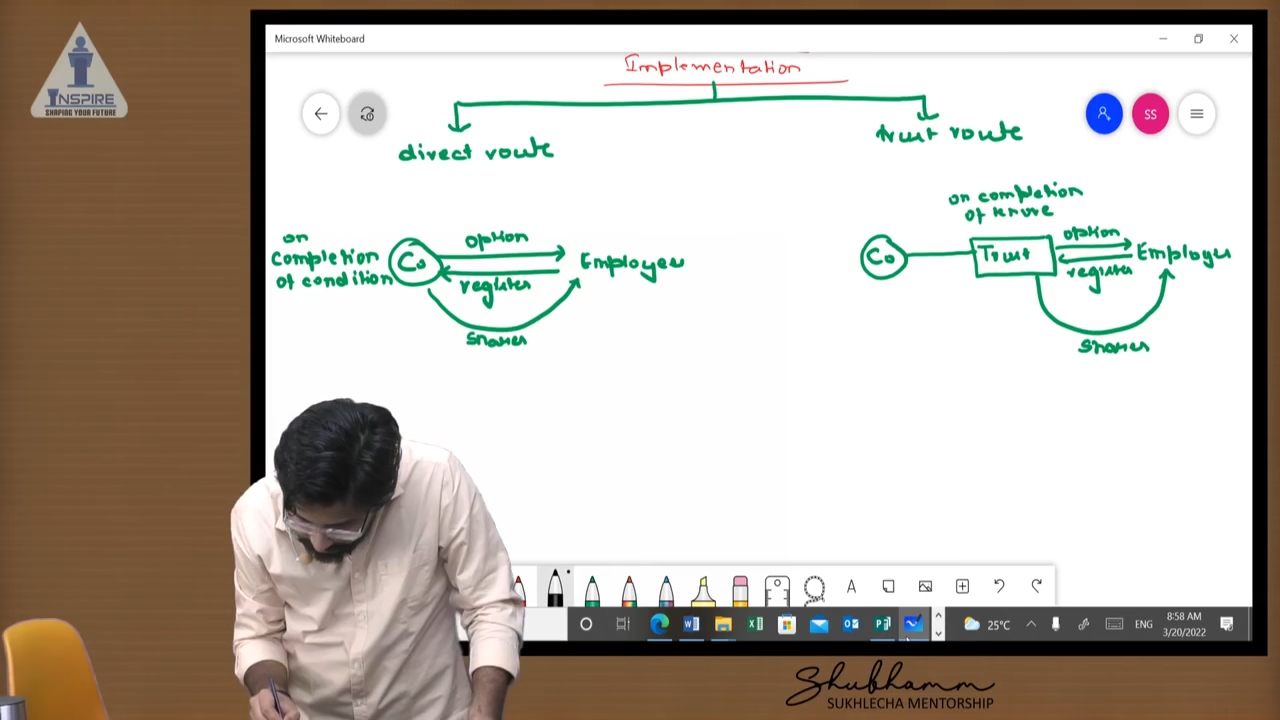 INSPIRE
SHAPING YOUR FUTURE
Microsoft Whiteboard
Implementation
direct route
trust route
SS
on
completion
of condition
Co
option
register
Shares
Employee
on completion
of
Co
Trust
option
register
Employee
Shares
A
25°C
ENG
8:58 AM
3/20/2022
Shubhamm
SUKHLECHA MENTORSHIP